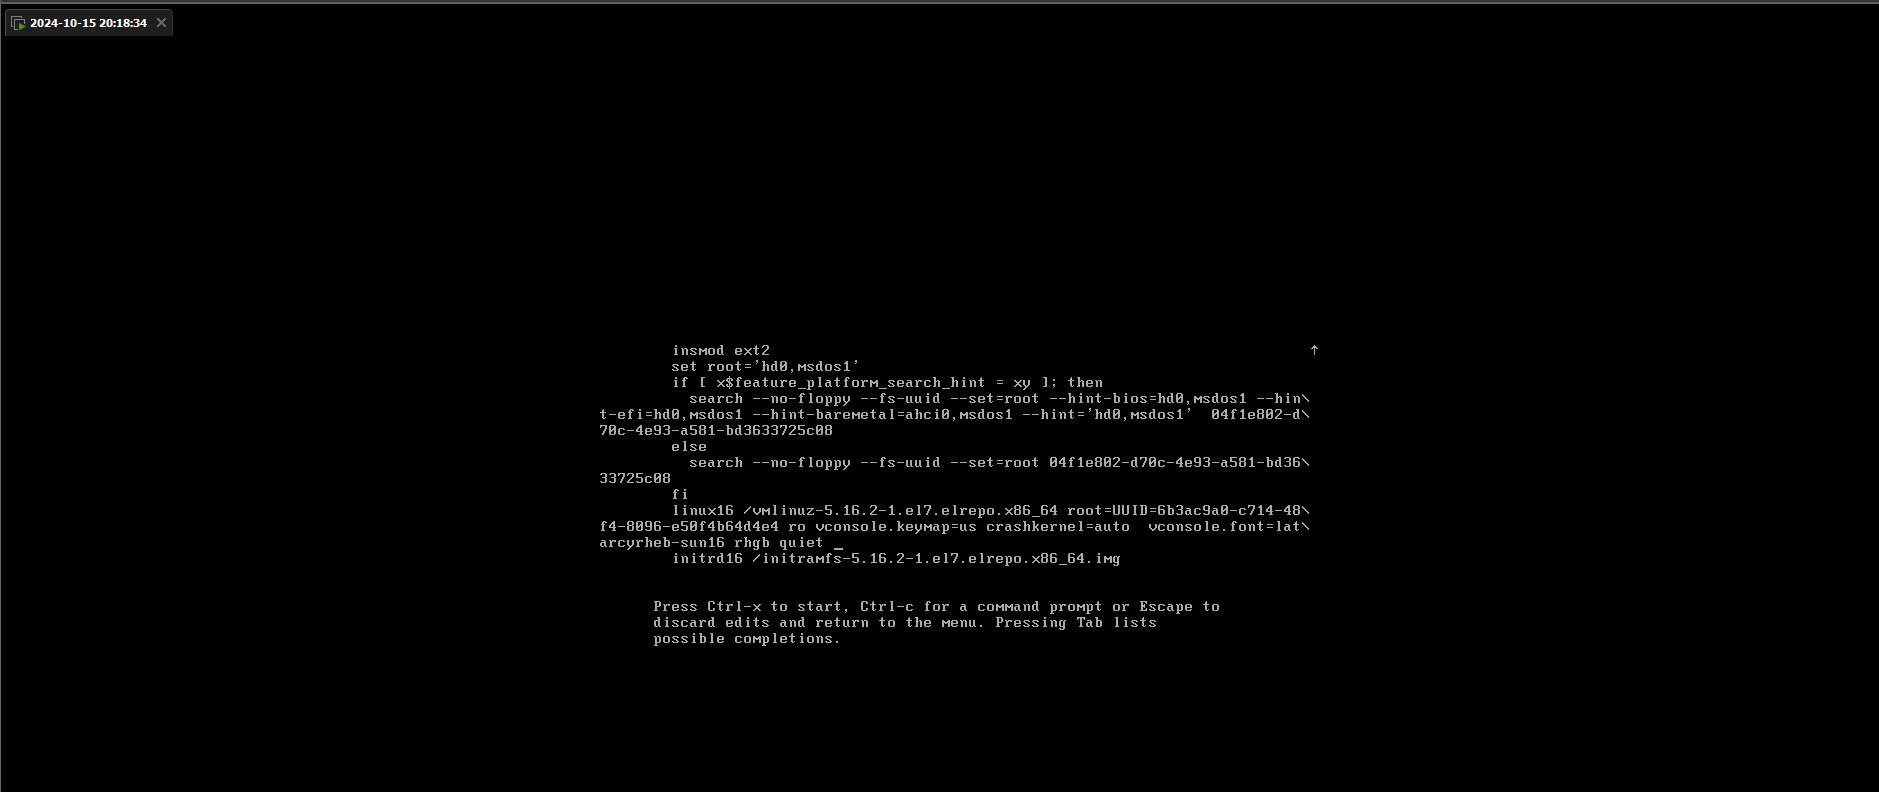 2024-10-15 20:18:34
insmod ext2
set root='hd0,msdos1'
if [ x$feature_platform_search_hint = xy ]; then
search --no-floppy --fs-uuid --set=root --hint-bios=hd0,msdos1 --hin\
t-efi=hd0,msdos1 --hint-baremetal=ahci0,msdos1 --hint='hd0,msdos1'  04f1e802-d\
70c-4e93-a581-bd3633725c08
else
search --no-floppy --fs-uuid --set=root 04f1e802-d70c-4e93-a581-bd36\
33725c08
fi
linux16 /vmlinuz-5.16.2-1.el7.elrepo.x86_64 root=UUID=6b3ac9a0-c714-48\
f4-8096-e50f4b64d4e4 ro vconsole.keymap=us crashkernel=auto  vconsole.font=lat\
arcyrheb-sun16 rhgb quiet _
initrd16 /initramfs-5.16.2-1.el7.elrepo.x86_64.img
Press Ctrl-x to start, Ctrl-c for a command prompt or Escape to
discard edits and return to the menu. Pressing Tab lists
possible completions.